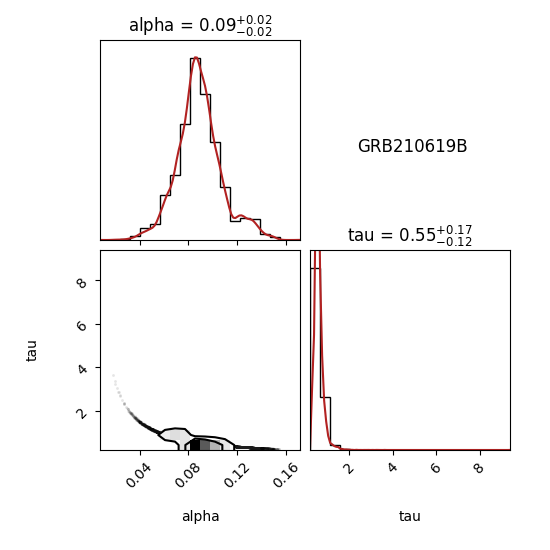 alpha = 0.09+0.02−0.02
GRB210619B
tau = 0.55+0.17−0.12
8
6
4
2
tau
0.04 0.08 0.12 0.16
2 4 6 8
alpha
tau